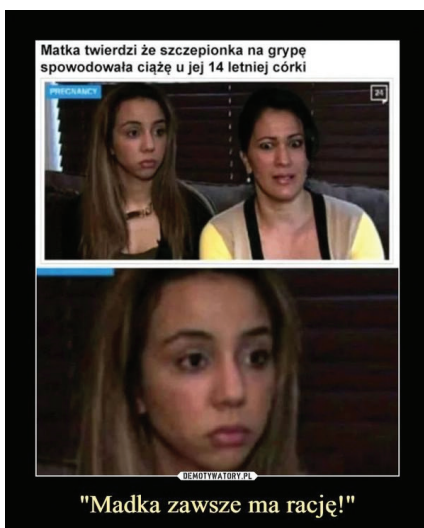 Matka twierdzi że szczepionka na grypę
spowodowała ciążę u jej 14 letniej córki
PREGNANCY
24
DEMOTYWATORY.PL
"Madka zawsze ma rację!"